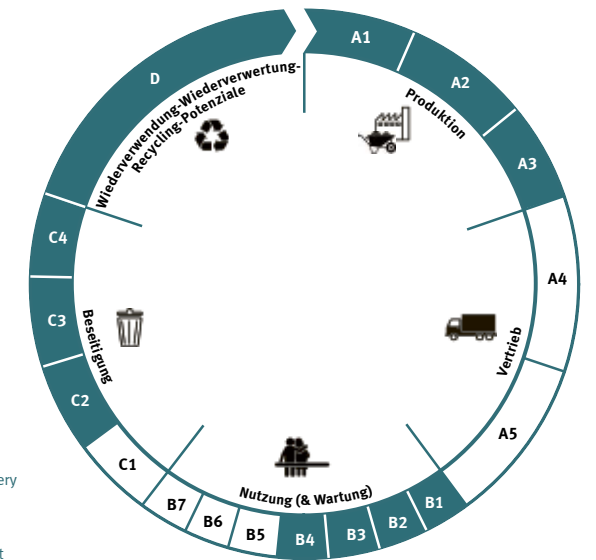 A1
A2
A3
Produktion
A4
A5
Vertrieb
B1
B2
B3
B4
B5
B6
B7
Nutzung (& Wartung)
C1
C2
C3
C4
Beseitigung
D
Wiederverwendung-Wiederverwertung-
Recycling-Potenziale
ery
t